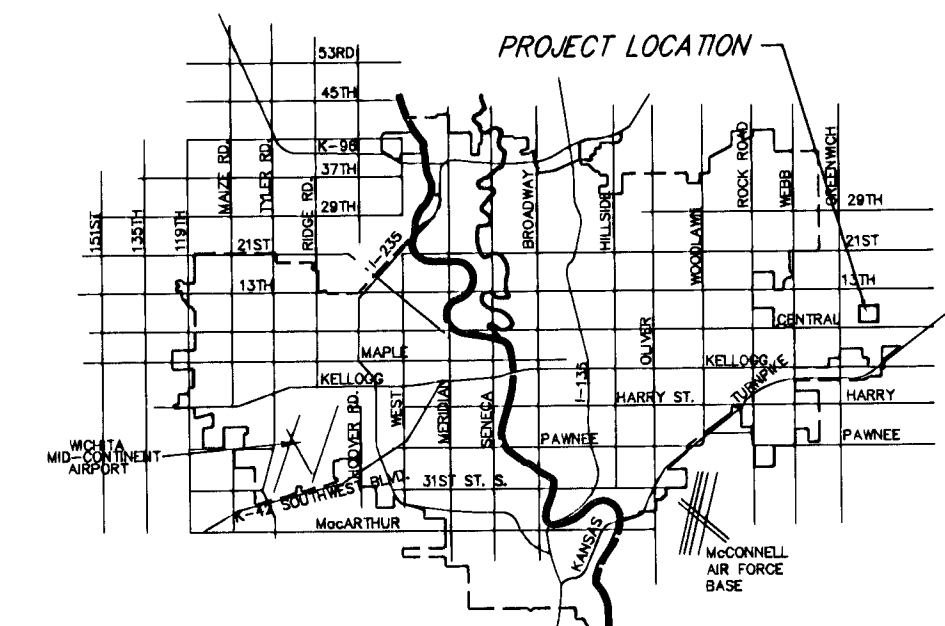 PROJECT LOCATION
53RD
45TH
K-96
37TH
29TH
21ST
13TH
MAIZE RD.
TYLER RD.
RIDGE RD.
151ST
135TH
119TH
I-235
BROADWAY
HILLSIDE
WOODLAWN
ROCK ROAD
WEBB
GREENWICH
29TH
21ST
13TH
CENTRAL
OLIVER
MAPLE
KELLOGG
KELLOGG
TURNPIKE
I-135
HARRY ST.
HARRY
HOOVER RD.
WEST
MERIDIAN
SENECA
PAWNEE
PAWNEE
WICHITA
MID-CONTINENT
AIRPORT
K-42 SOUTHWEST BLVD.
31ST ST. S.
MacARTHUR
KANSAS
McCONNELL
AIR FORCE
BASE